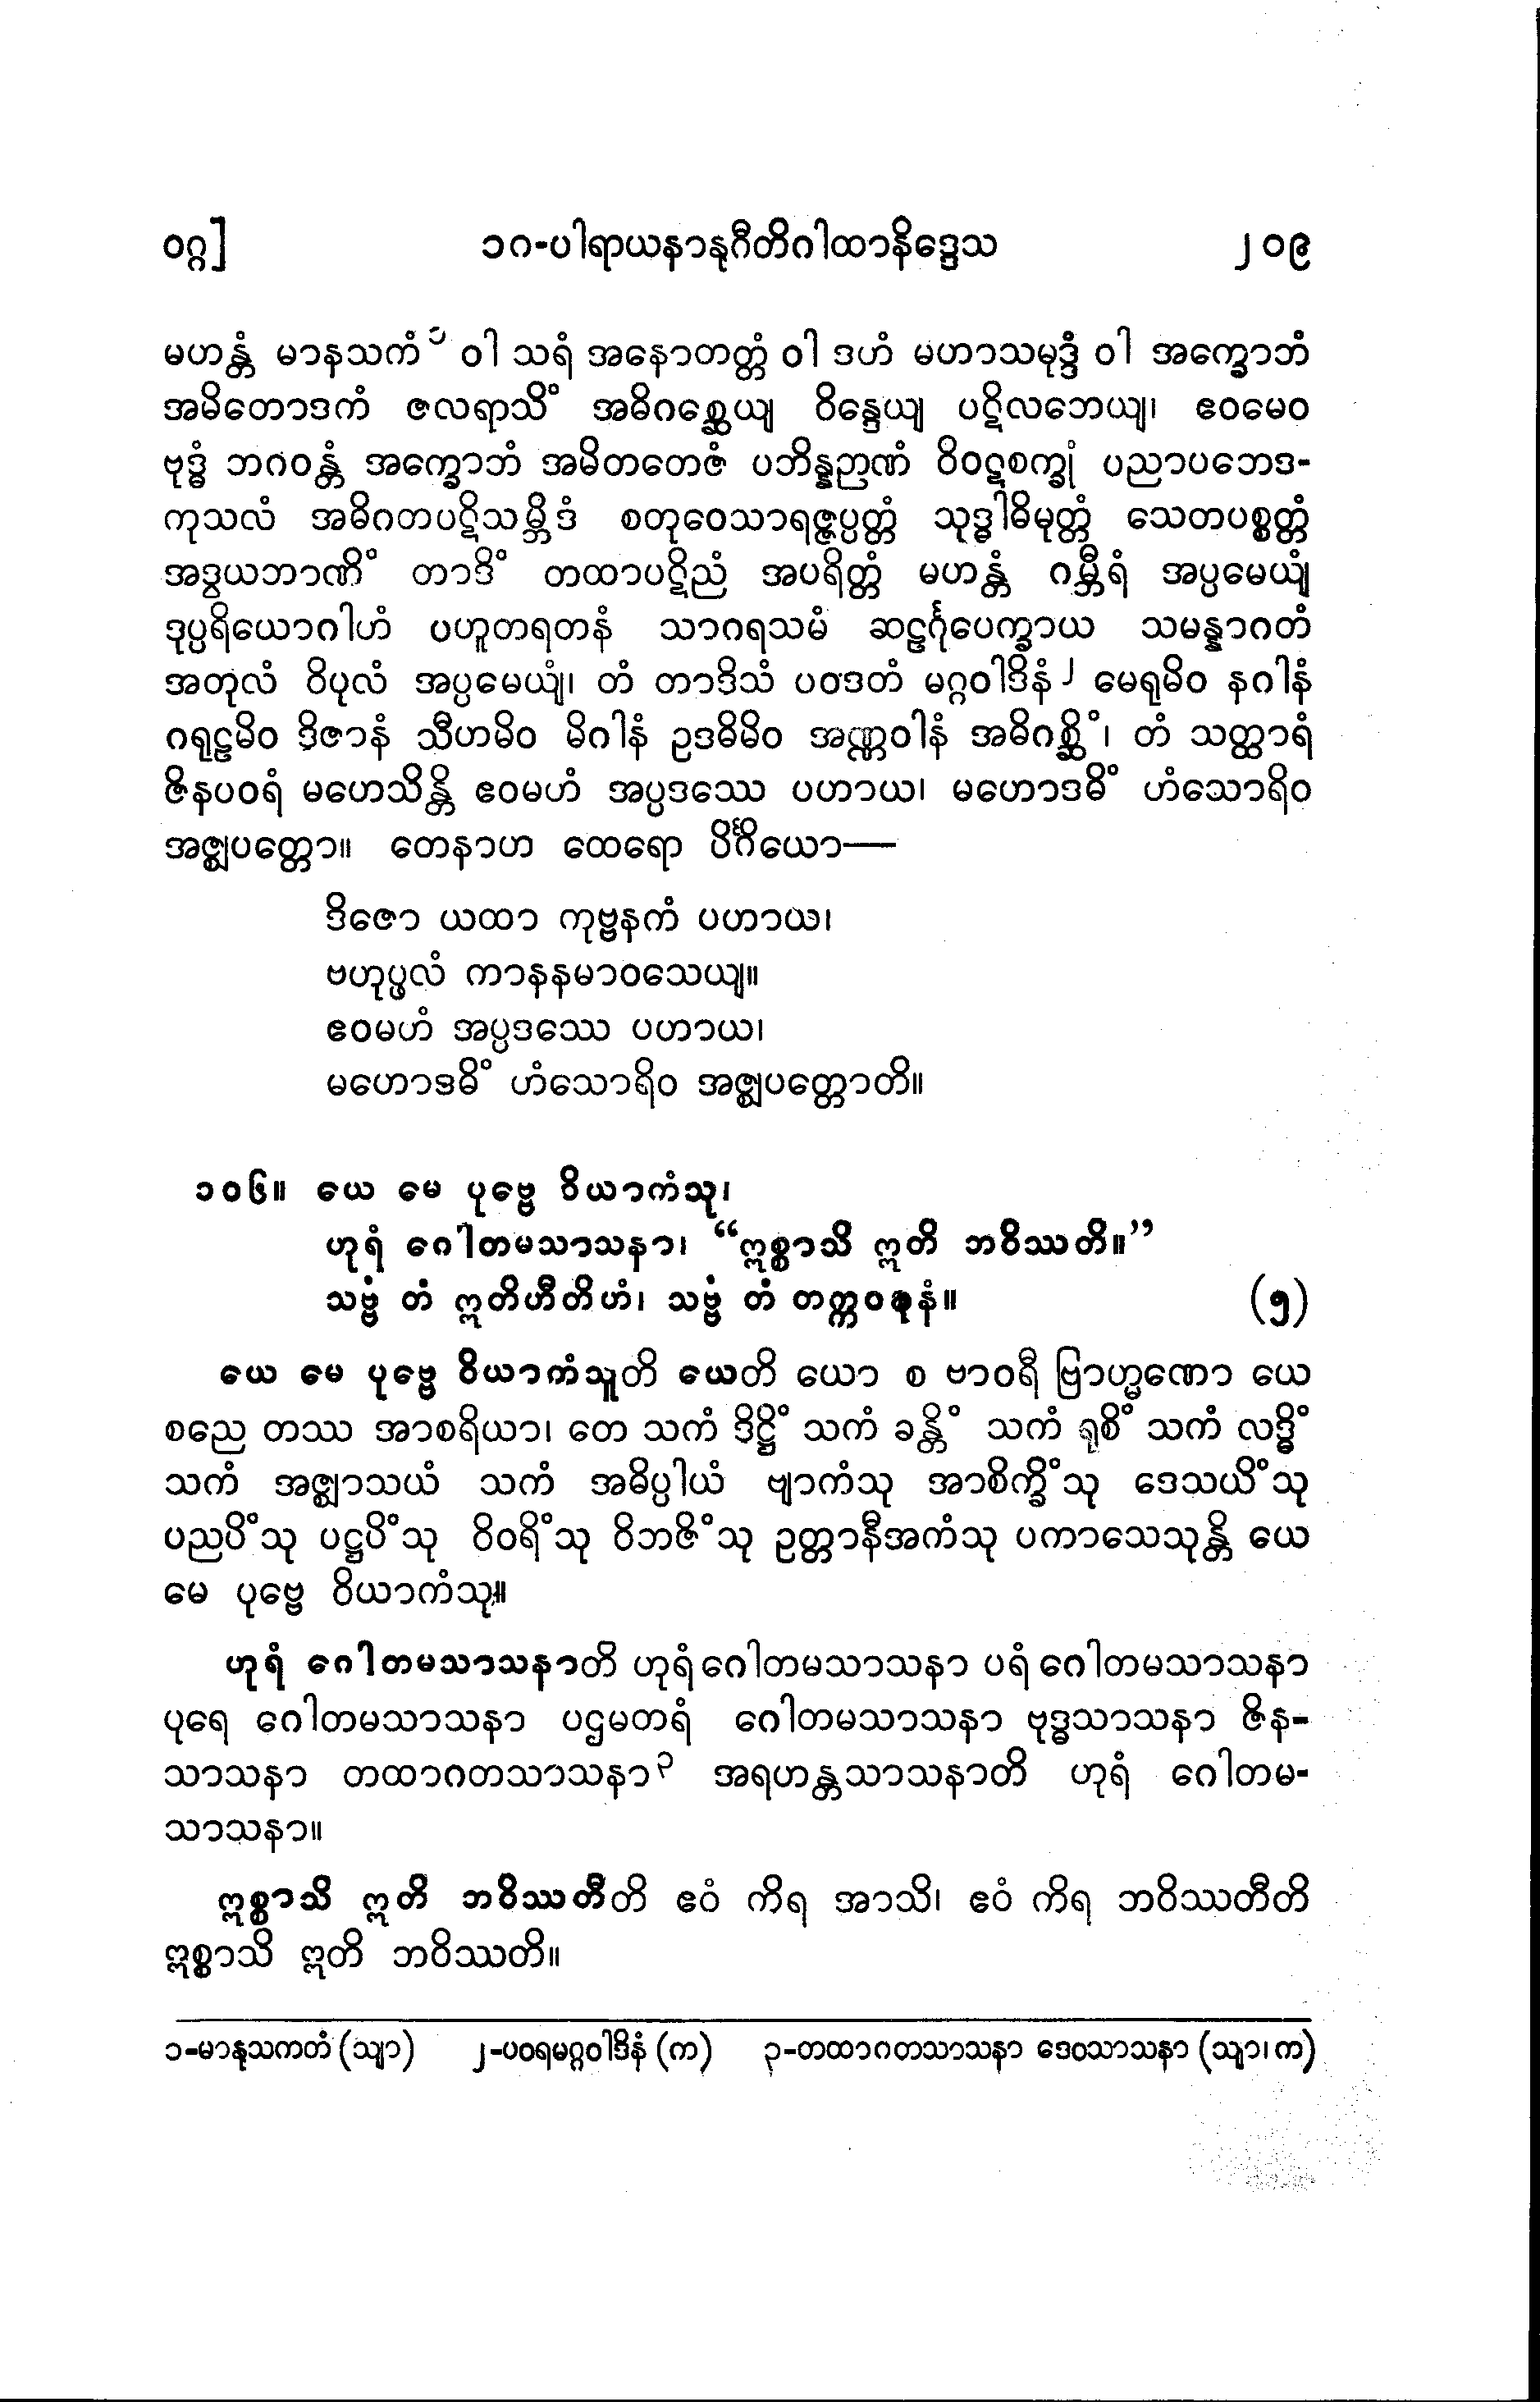 ဝဂ္ဂ] ၁၈-ပါရာယနာနုဂီတိဂါထာနိဒ္ဒေသ ၂၀၉
မဟန္တံ မာနသကံ၁ ဝါ သရံ အနောတတ္တံ ဝါ ဒဟံ မဟာသမုဒ္ဒံ ဝါ အက္ခောဘံ
အမိတောဒကံ ဇလရာသိံ အဓိဂစ္ဆေယျ ဝိန္ဒေယျ ပဋိလဘေယျ၊ ဧဝမေဝ
ဗုဒ္ဓံ ဘဂဝန္တံ အက္ခောဘံ အမိတတေဇံ ပဘိန္နဉာဏံ ဝိဝဋစက္ခုံ ပညာပဘေဒ-
ကုသလံ အဓိဂတပဋိသမ္ဘိဒံ စတုဝေသာရဇ္ဇပ္ပတ္တံ သုဒ္ဓါဓိမုတ္တံ သေတပစ္စတ္တံ
အဒွယဘာဏိံ တာဒိံ တထာပဋိညံ အပရိတ္တံ မဟန္တံ ဂမ္ဘီရံ အပ္ပမေယျံ
ဒုပ္ပရိယောဂါဟံ ပဟူတရတနံ သာဂရသမံ ဆဠင်္ဂုပေက္ခာယ သမန္နာဂတံ
အတုလံ ဝိပုလံ အပ္ပမေယျံ၊ တံ တာဒိသံ ပဝဒတံ မဂ္ဂဝါဒိနံ၂ မေရုမိဝ နဂါနံ
ဂရုဠမိဝ ဒိဇာနံ သီဟမိဝ မိဂါနံ ဥဒဓိမိဝ အဏ္ဏဝါနံ အဓိဂစ္ဆိံ၊ တံ သတ္ထာရံ
ဇိနပဝရံ မဟေသိန္တိ ဧဝမဟံ အပ္ပဒဿေ ပဟာယ၊ မဟောဒဓိံ ဟံသောရိဝ
အဇ္ဈပတ္တော။ တေနာဟ ထေရော ပိင်္ဂိယော—
ဒိဇော ယထာ ကုဗ္ဗနကံ ပဟာယ၊
ဗဟုပ္ဖလံ ကာနနမာဝသေယျ။
ဧဝမဟံ အပ္ပဒဿေ ပဟာယ၊
မဟောဒဓိံ ဟံသောရိဝ အဇ္ဈပတ္တောတိ။
၁၀၆။ ယေ မေ ပုဗ္ဗေ ဝိယာကံသု၊
ဟုရံ ဂေါတမသာသနာ၊ “ဣစ္စာသိ ဣတိ ဘဝိဿတိ။”
သဗ္ဗံ တံ ဣတိဟီတိဟံ၊ သဗ္ဗံ တံ တက္ကဝဍ္ဎနံ။ (၅)
ယေ မေ ပုဗ္ဗေ ဝိယာကံသူတိ ယေတိ ယော စ ဗာဝရီ ဗြာဟ္မဏော ယေ
စညေ တဿ အာစရိယာ၊ တေ သကံ ဒိဋ္ဌိံ သကံ ခန္တိံ သကံ ရုစိံ သကံ လဒ္ဓိံ
သကံ အဇ္ဈာသယံ သကံ အဓိပ္ပါယံ ဗျာကံသု အာစိက္ခိံသု ဒေသယိံသု
ပညပိံသု ပဋ္ဌပိံသု ဝိဝရိံသု ဝိဘဇိံသု ဥတ္တာနီအကံသု ပကာသေသုန္တိ ယေ
မေ ပုဗ္ဗေ ဝိယာကံသု။
ဟုရံ ဂေါတမသာသနာတိ ဟုရံ ဂေါတမသာသနာ ပရံ ဂေါတမသာသနာ
ပုရေ ဂေါတမသာသနာ ပဌမတရံ ဂေါတမသာသနာ ဗုဒ္ဓသာသနာ ဇိန-
သာသနာ တထာဂတသာသနာ၃ အရဟန္တသာသနာတိ ဟုရံ ဂေါတမ-
သာသနာ။
ဣစ္စာသိ ဣတိ ဘဝိဿတီတိ ဧဝံ ကိရ အာသိ၊ ဧဝံ ကိရ ဘဝိဿတီတိ
ဣစ္စာသိ ဣတိ ဘဝိဿတိ။
၁-မာနုသကတံ (သျာ) ၂-ပဝရမဂ္ဂဝါဒိနံ (က) ၃-တထာဂတသာသနာ ဒေဝသာသနာ (သျာ၊ က)